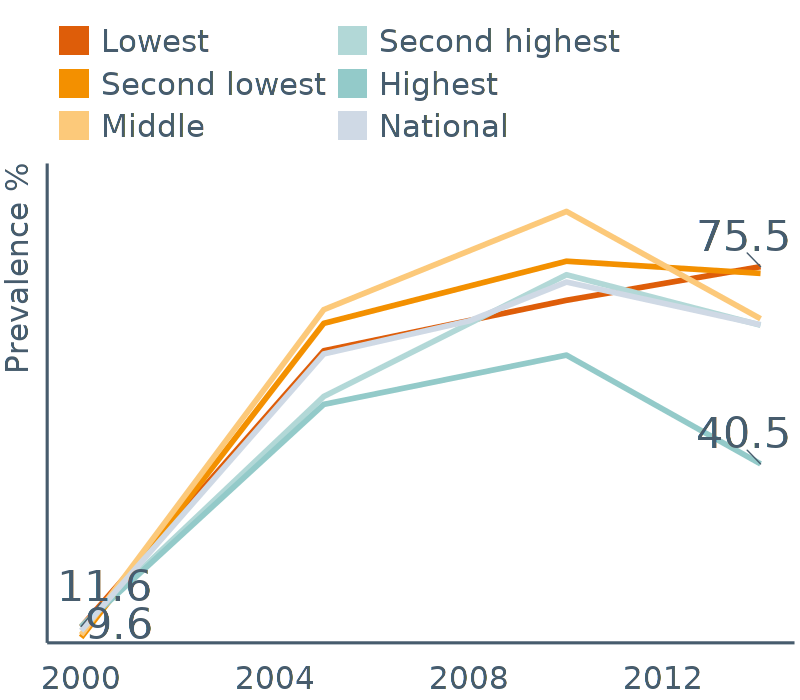 Lowest
Second lowest
Middle
Second highest
Highest
National
Prevalence %
75.5
40.5
11.6
9.6
2000 2004 2008 2012